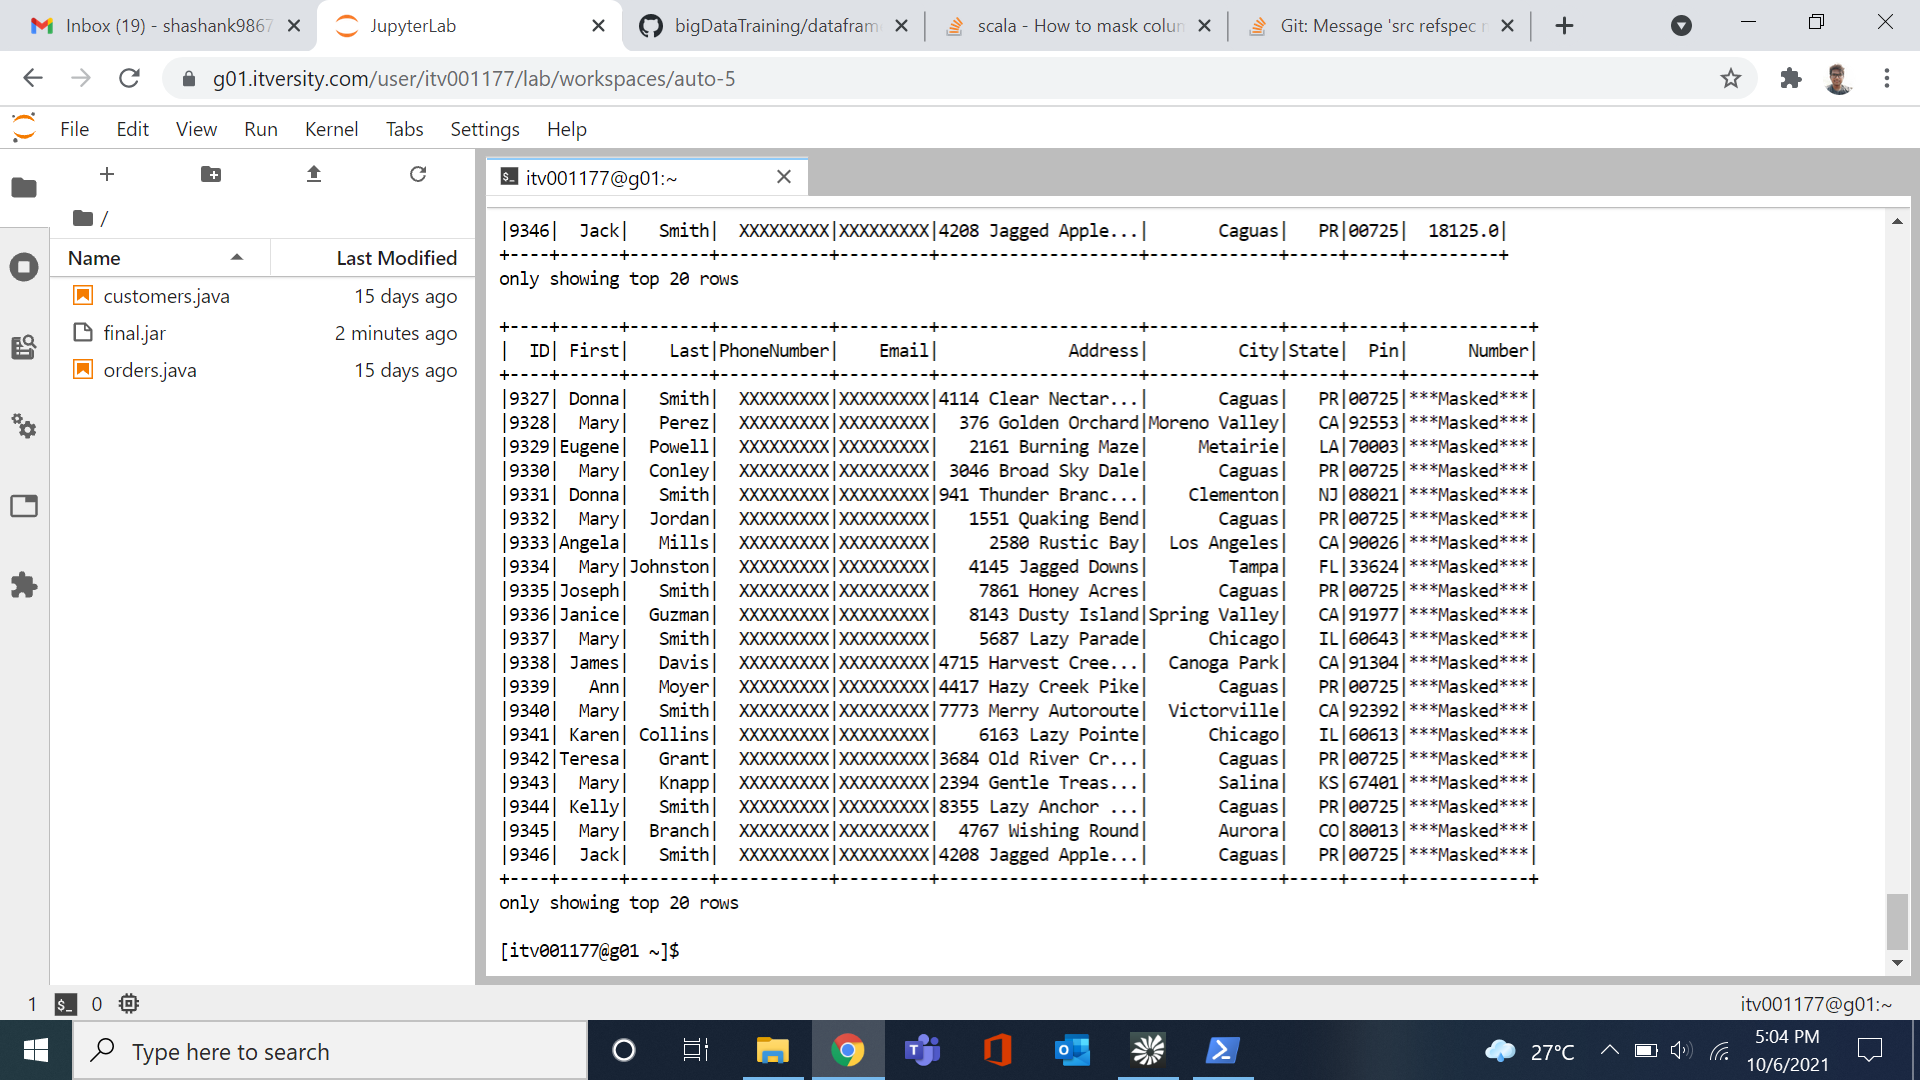 Inbox (19) - shashank9867
JupyterLab
bigDataTraining/datafram
scala - How to mask colun
Git: Message 'src refspec
g01.itversity.com/user/itv001177/lab/workspaces/auto-5
File Edit View Run Kernel Tabs Settings Help
itv001177@g01:~
/
Name Last Modified
customers.java 15 days ago
final.jar 2 minutes ago
orders.java 15 days ago
|9346|  Jack|   Smith|  XXXXXXXXX|XXXXXXXXX|4208 Jagged Apple...|       Caguas|   PR|00725|  18125.0|
+----+------+--------+-----------+---------+--------------------+-------------+-----+-----+---------+
only showing top 20 rows
+----+------+--------+-----------+---------+--------------------+-------------+-----+-----+------------+
|  ID| First|    Last|PhoneNumber|    Email|             Address|         City|State|  Pin|      Number|
+----+------+--------+-----------+---------+--------------------+-------------+-----+-----+------------+
|9327| Donna|   Smith|  XXXXXXXXX|XXXXXXXXX|4114 Clear Nectar...|       Caguas|   PR|00725|***Masked***|
|9328|  Mary|   Perez|  XXXXXXXXX|XXXXXXXXX|  376 Golden Orchard|Moreno Valley|   CA|92553|***Masked***|
|9329|Eugene|  Powell|  XXXXXXXXX|XXXXXXXXX|   2161 Burning Maze|     Metairie|   LA|70003|***Masked***|
|9330|  Mary|  Conley|  XXXXXXXXX|XXXXXXXXX| 3046 Broad Sky Dale|       Caguas|   PR|00725|***Masked***|
|9331| Donna|   Smith|  XXXXXXXXX|XXXXXXXXX|941 Thunder Branc...|    Clementon|   NJ|08021|***Masked***|
|9332|  Mary|  Jordan|  XXXXXXXXX|XXXXXXXXX|   1551 Quaking Bend|       Caguas|   PR|00725|***Masked***|
|9333|Angela|   Mills|  XXXXXXXXX|XXXXXXXXX|     2580 Rustic Bay|  Los Angeles|   CA|90026|***Masked***|
|9334|  Mary|Johnston|  XXXXXXXXX|XXXXXXXXX|   4145 Jagged Downs|        Tampa|   FL|33624|***Masked***|
|9335|Joseph|   Smith|  XXXXXXXXX|XXXXXXXXX|    7861 Honey Acres|       Caguas|   PR|00725|***Masked***|
|9336|Janice|  Guzman|  XXXXXXXXX|XXXXXXXXX|   8143 Dusty Island|Spring Valley|   CA|91977|***Masked***|
|9337|  Mary|   Smith|  XXXXXXXXX|XXXXXXXXX|    5687 Lazy Parade|      Chicago|   IL|60643|***Masked***|
|9338| James|   Davis|  XXXXXXXXX|XXXXXXXXX|4715 Harvest Cree...|  Canoga Park|   CA|91304|***Masked***|
|9339|   Ann|   Moyer|  XXXXXXXXX|XXXXXXXXX|4417 Hazy Creek Pike|       Caguas|   PR|00725|***Masked***|
|9340|  Mary|   Smith|  XXXXXXXXX|XXXXXXXXX|7773 Merry Autoroute|  Victorville|   CA|92392|***Masked***|
|9341| Karen| Collins|  XXXXXXXXX|XXXXXXXXX|    6163 Lazy Pointe|      Chicago|   IL|60613|***Masked***|
|9342|Teresa|   Grant|  XXXXXXXXX|XXXXXXXXX|3684 Old River Cr...|       Caguas|   PR|00725|***Masked***|
|9343|  Mary|   Knapp|  XXXXXXXXX|XXXXXXXXX|2394 Gentle Treas...|       Salina|   KS|67401|***Masked***|
|9344| Kelly|   Smith|  XXXXXXXXX|XXXXXXXXX|8355 Lazy Anchor ...|       Caguas|   PR|00725|***Masked***|
|9345|  Mary|  Branch|  XXXXXXXXX|XXXXXXXXX|  4767 Wishing Round|       Aurora|   CO|80013|***Masked***|
|9346|  Jack|   Smith|  XXXXXXXXX|XXXXXXXXX|4208 Jagged Apple...|       Caguas|   PR|00725|***Masked***|
+----+------+--------+-----------+---------+--------------------+-------------+-----+-----+------------+
only showing top 20 rows
[itv001177@g01 ~]$
1 $_ 0
itv001177@g01:~
Type here to search
27°C
5:04 PM
10/6/2021